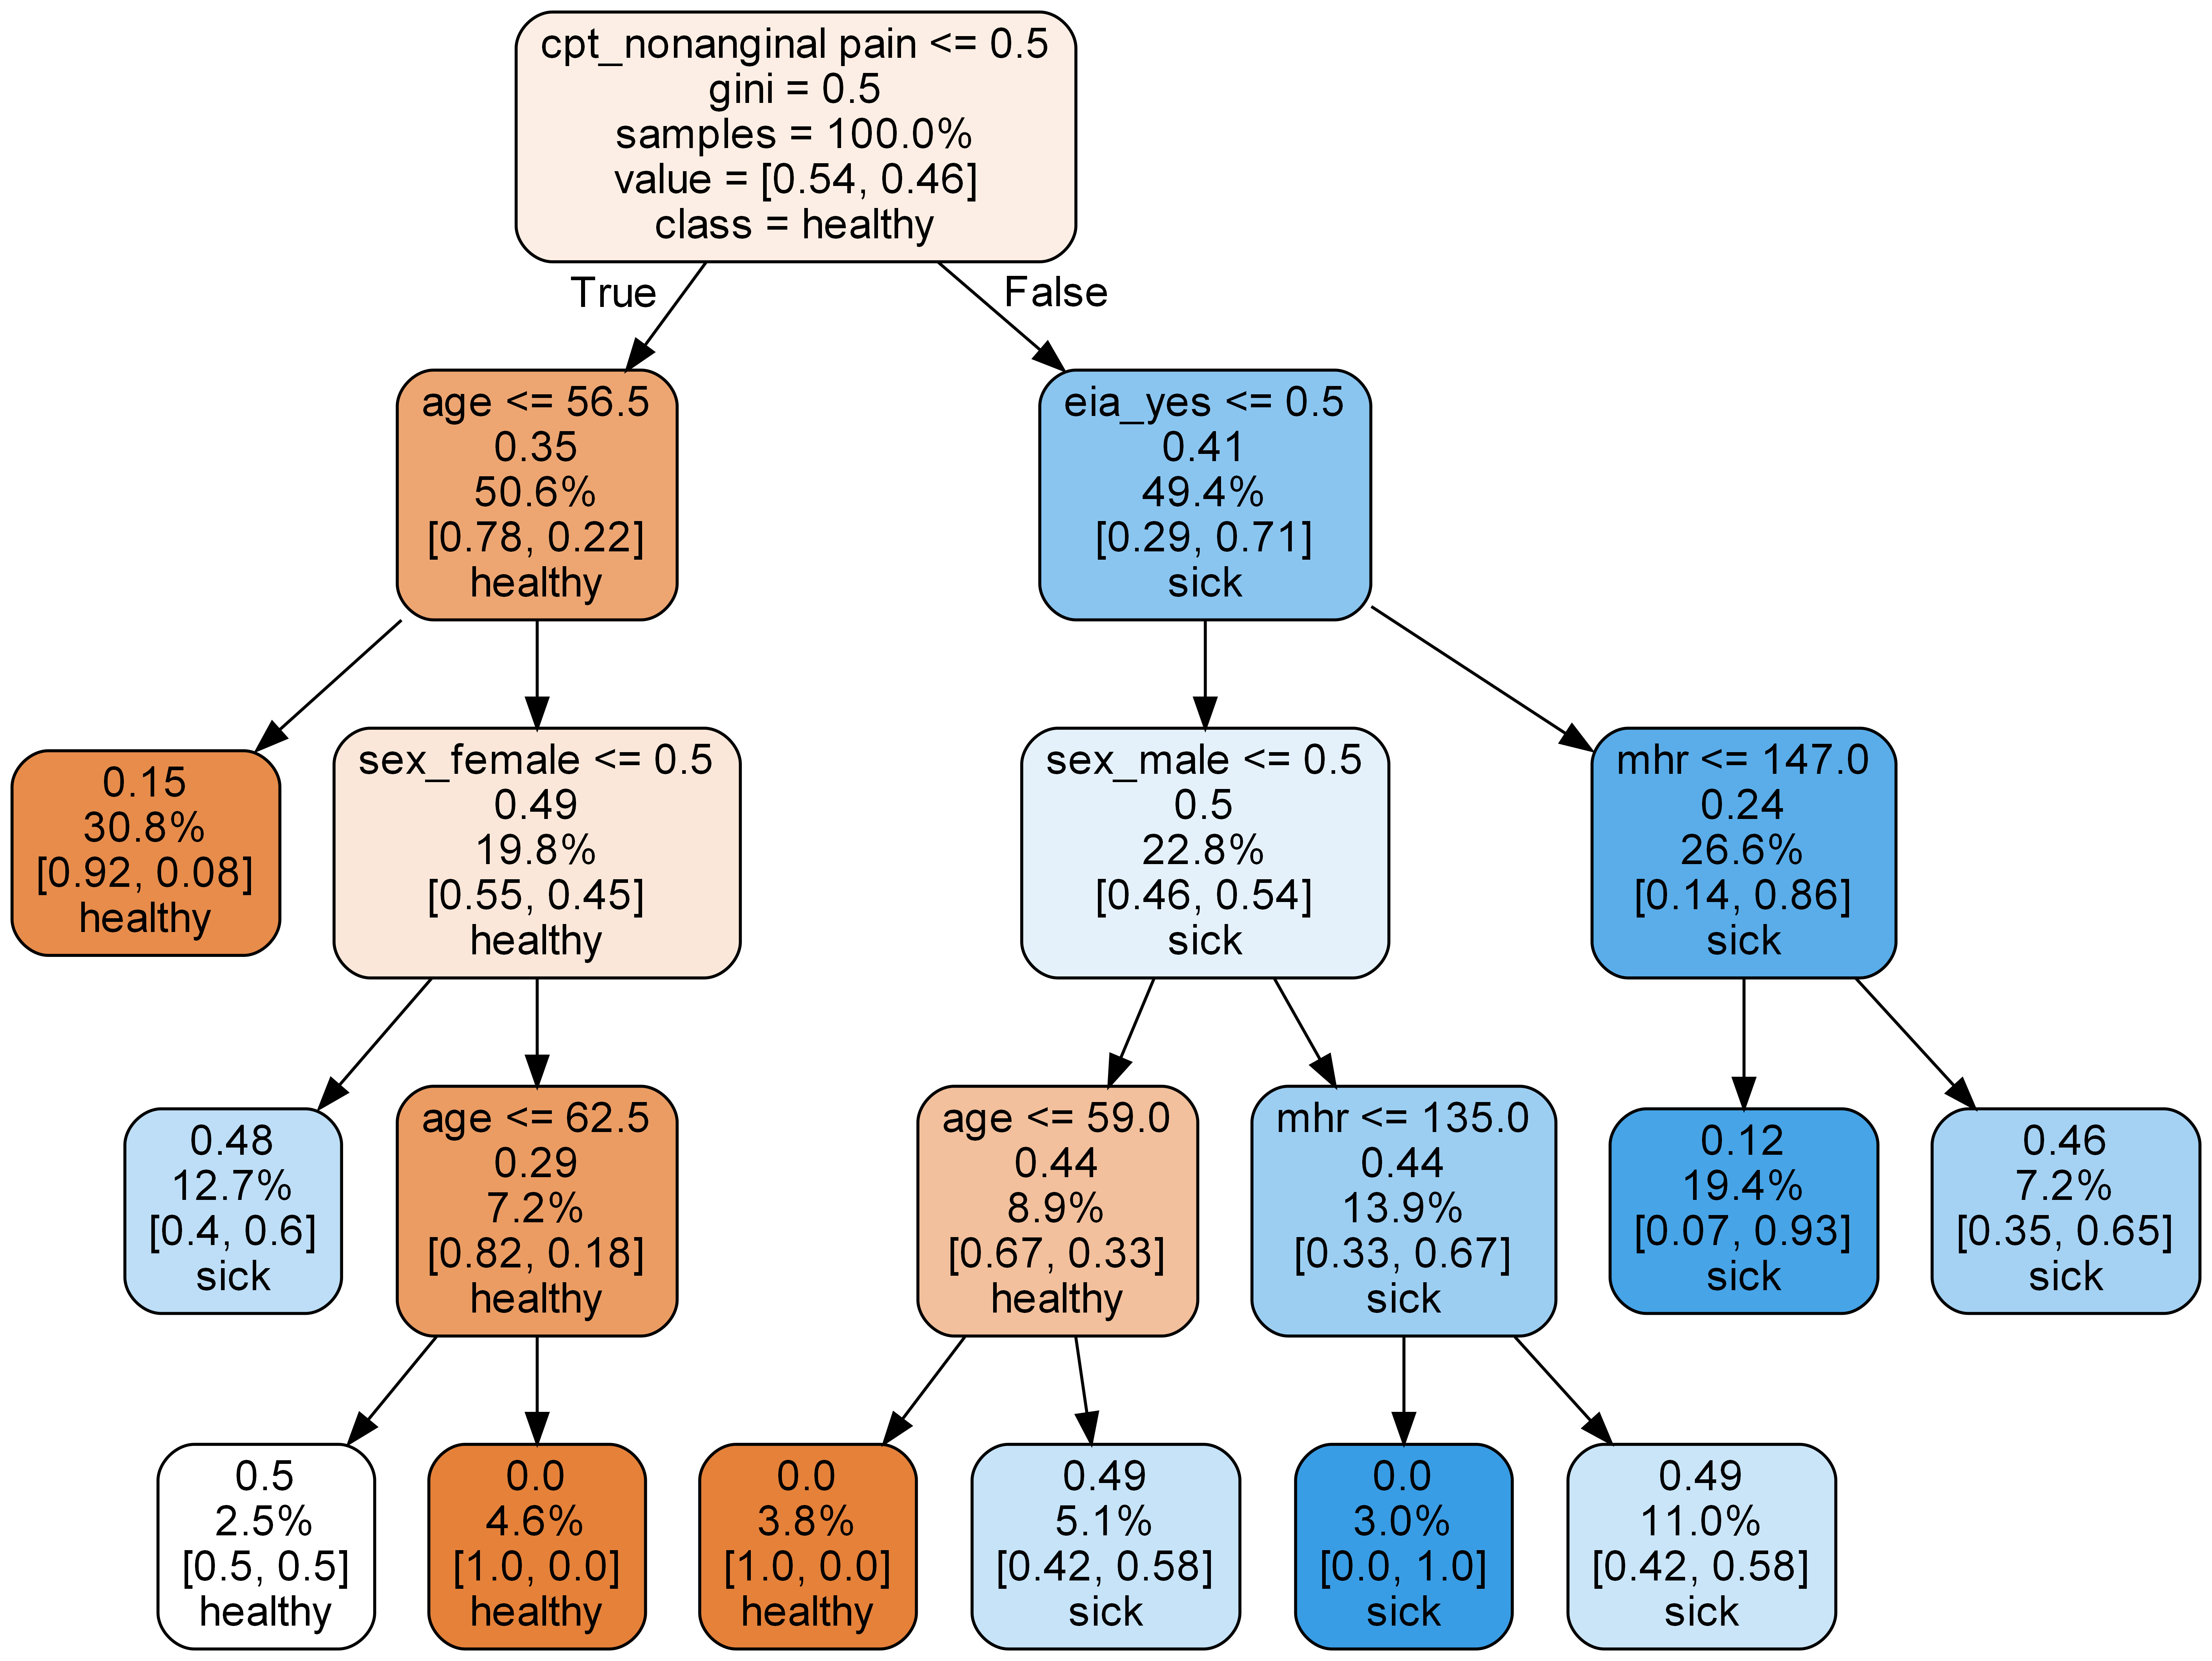 cpt_nonanginal pain <= 0.5
gini = 0.5
samples = 100.0%
value = [0.54, 0.46]
class = healthy
True
False
age <= 56.5
0.35
50.6%
[0.78, 0.22]
healthy
eia_yes <= 0.5
0.41
49.4%
[0.29, 0.71]
sick
0.15
30.8%
[0.92, 0.08]
healthy
sex_female <= 0.5
0.49
19.8%
[0.55, 0.45]
healthy
sex_male <= 0.5
0.5
22.8%
[0.46, 0.54]
sick
mhr <= 147.0
0.24
26.6%
[0.14, 0.86]
sick
0.48
12.7%
[0.4, 0.6]
sick
age <= 62.5
0.29
7.2%
[0.82, 0.18]
healthy
age <= 59.0
0.44
8.9%
[0.67, 0.33]
healthy
mhr <= 135.0
0.44
13.9%
[0.33, 0.67]
sick
0.12
19.4%
[0.07, 0.93]
sick
0.46
7.2%
[0.35, 0.65]
sick
0.5
2.5%
[0.5, 0.5]
healthy
0.0
4.6%
[1.0, 0.0]
healthy
0.0
3.8%
[1.0, 0.0]
healthy
0.49
5.1%
[0.42, 0.58]
sick
0.0
3.0%
[0.0, 1.0]
sick
0.49
11.0%
[0.42, 0.58]
sick